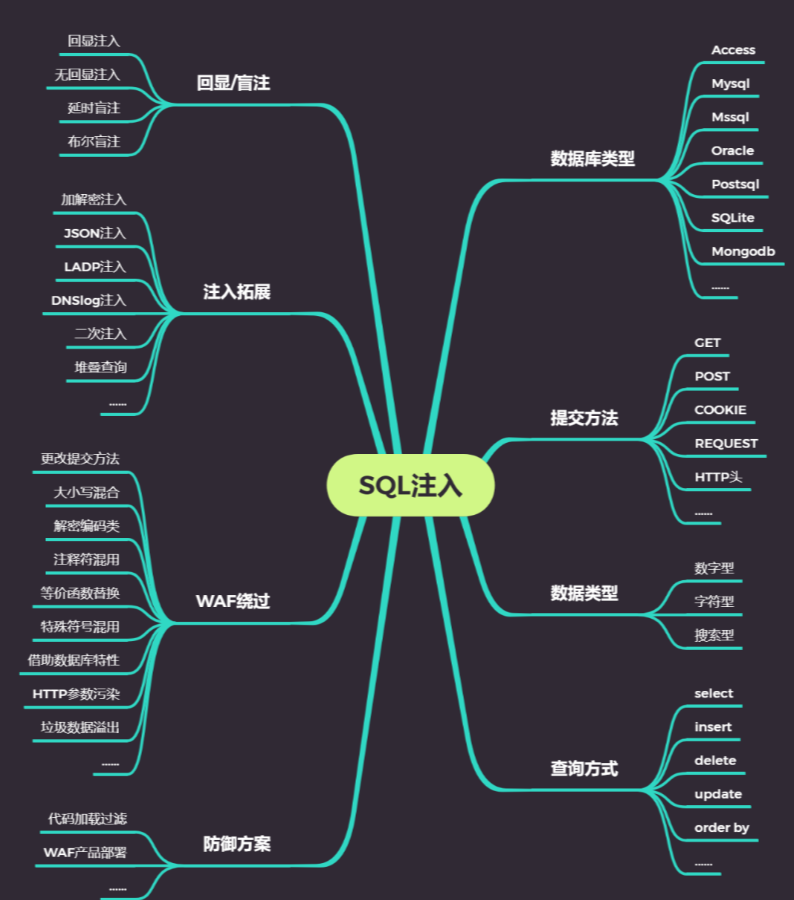 SQL注入
回显/盲注
回显注入
无回显注入
延时盲注
布尔盲注
注入拓展
加解密注入
JSON注入
LADP注入
DNSlog注入
二次注入
堆叠查询
......
WAF绕过
更改提交方法
大小写混合
解密编码类
注释符混用
等价函数替换
特殊符号混用
借助数据库特性
HTTP参数污染
垃圾数据溢出
......
防御方案
代码加载过滤
WAF产品部署
......
数据库类型
Access
Mysql
Mssql
Oracle
Postsql
SQLite
Mongodb
......
提交方法
GET
POST
COOKIE
REQUEST
HTTP头
......
数据类型
数字型
字符型
搜索型
查询方式
select
insert
delete
update
order by
......